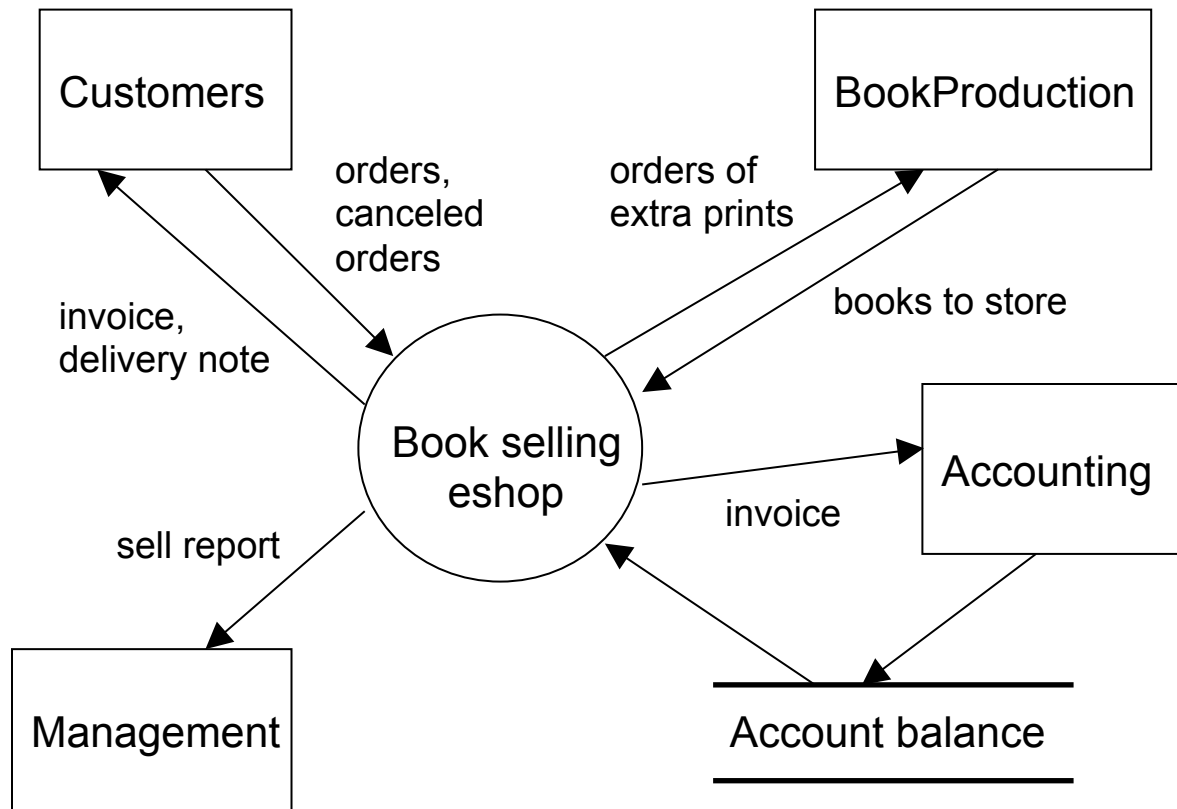 Customers
BookProduction
orders,
canceled
orders
orders of
extra prints
invoice,
delivery note
books to store
Book selling
eshop
Accounting
invoice
sell report
Management
Account balance